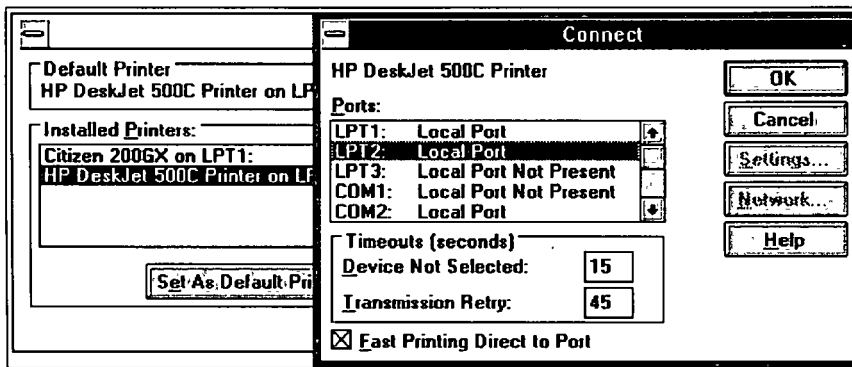 Default Printer
HP DeskJet 500C Printer on LP
Installed Printers:
Citizen 200GX on LPT1:
HP DeskJet 500C Printer on LP
Set As Default Pri
Connect
HP DeskJet 500C Printer
Ports:
LPT1: Local Port
LPT2: Local Port
LPT3: Local Port Not Present
COM1: Local Port Not Present
COM2: Local Port
Timeouts (seconds)
Device Not Selected: 15
Transmission Retry: 45
Fast Printing Direct to Port
OK
Cancel
Settings...
Network...
Help